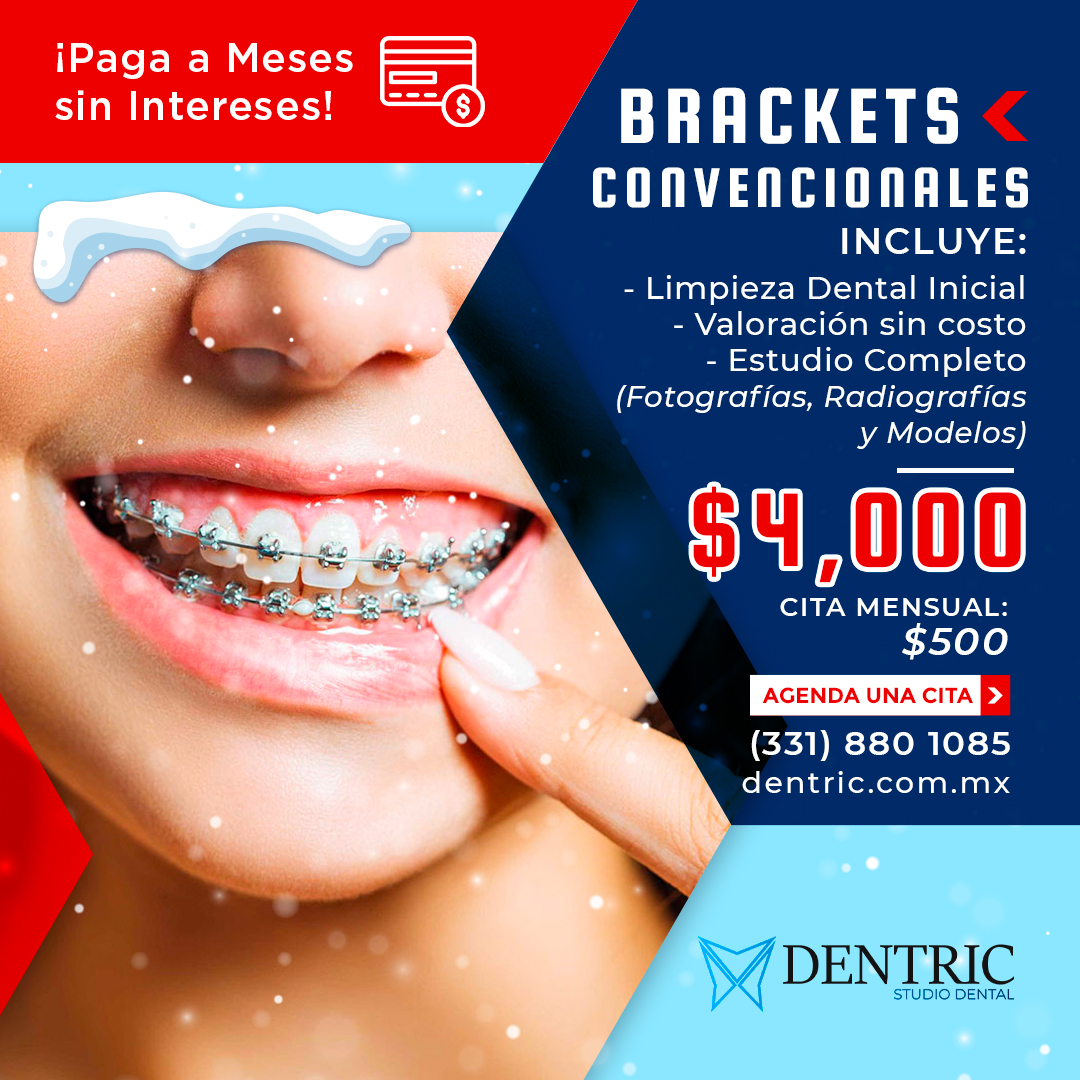 ¡Paga a Meses
sin Intereses!
$
BRACKETS
CONVENCIONALES
INCLUYE:
- Limpieza Dental Inicial
- Valoración sin costo
- Estudio Completo
(Fotografías, Radiografías
y Modelos)
$4,000
CITA MENSUAL:
$500
AGENDA UNA CITA
(331) 880 1085
dentric.com.mx
DENTRIC
STUDIO DENTAL